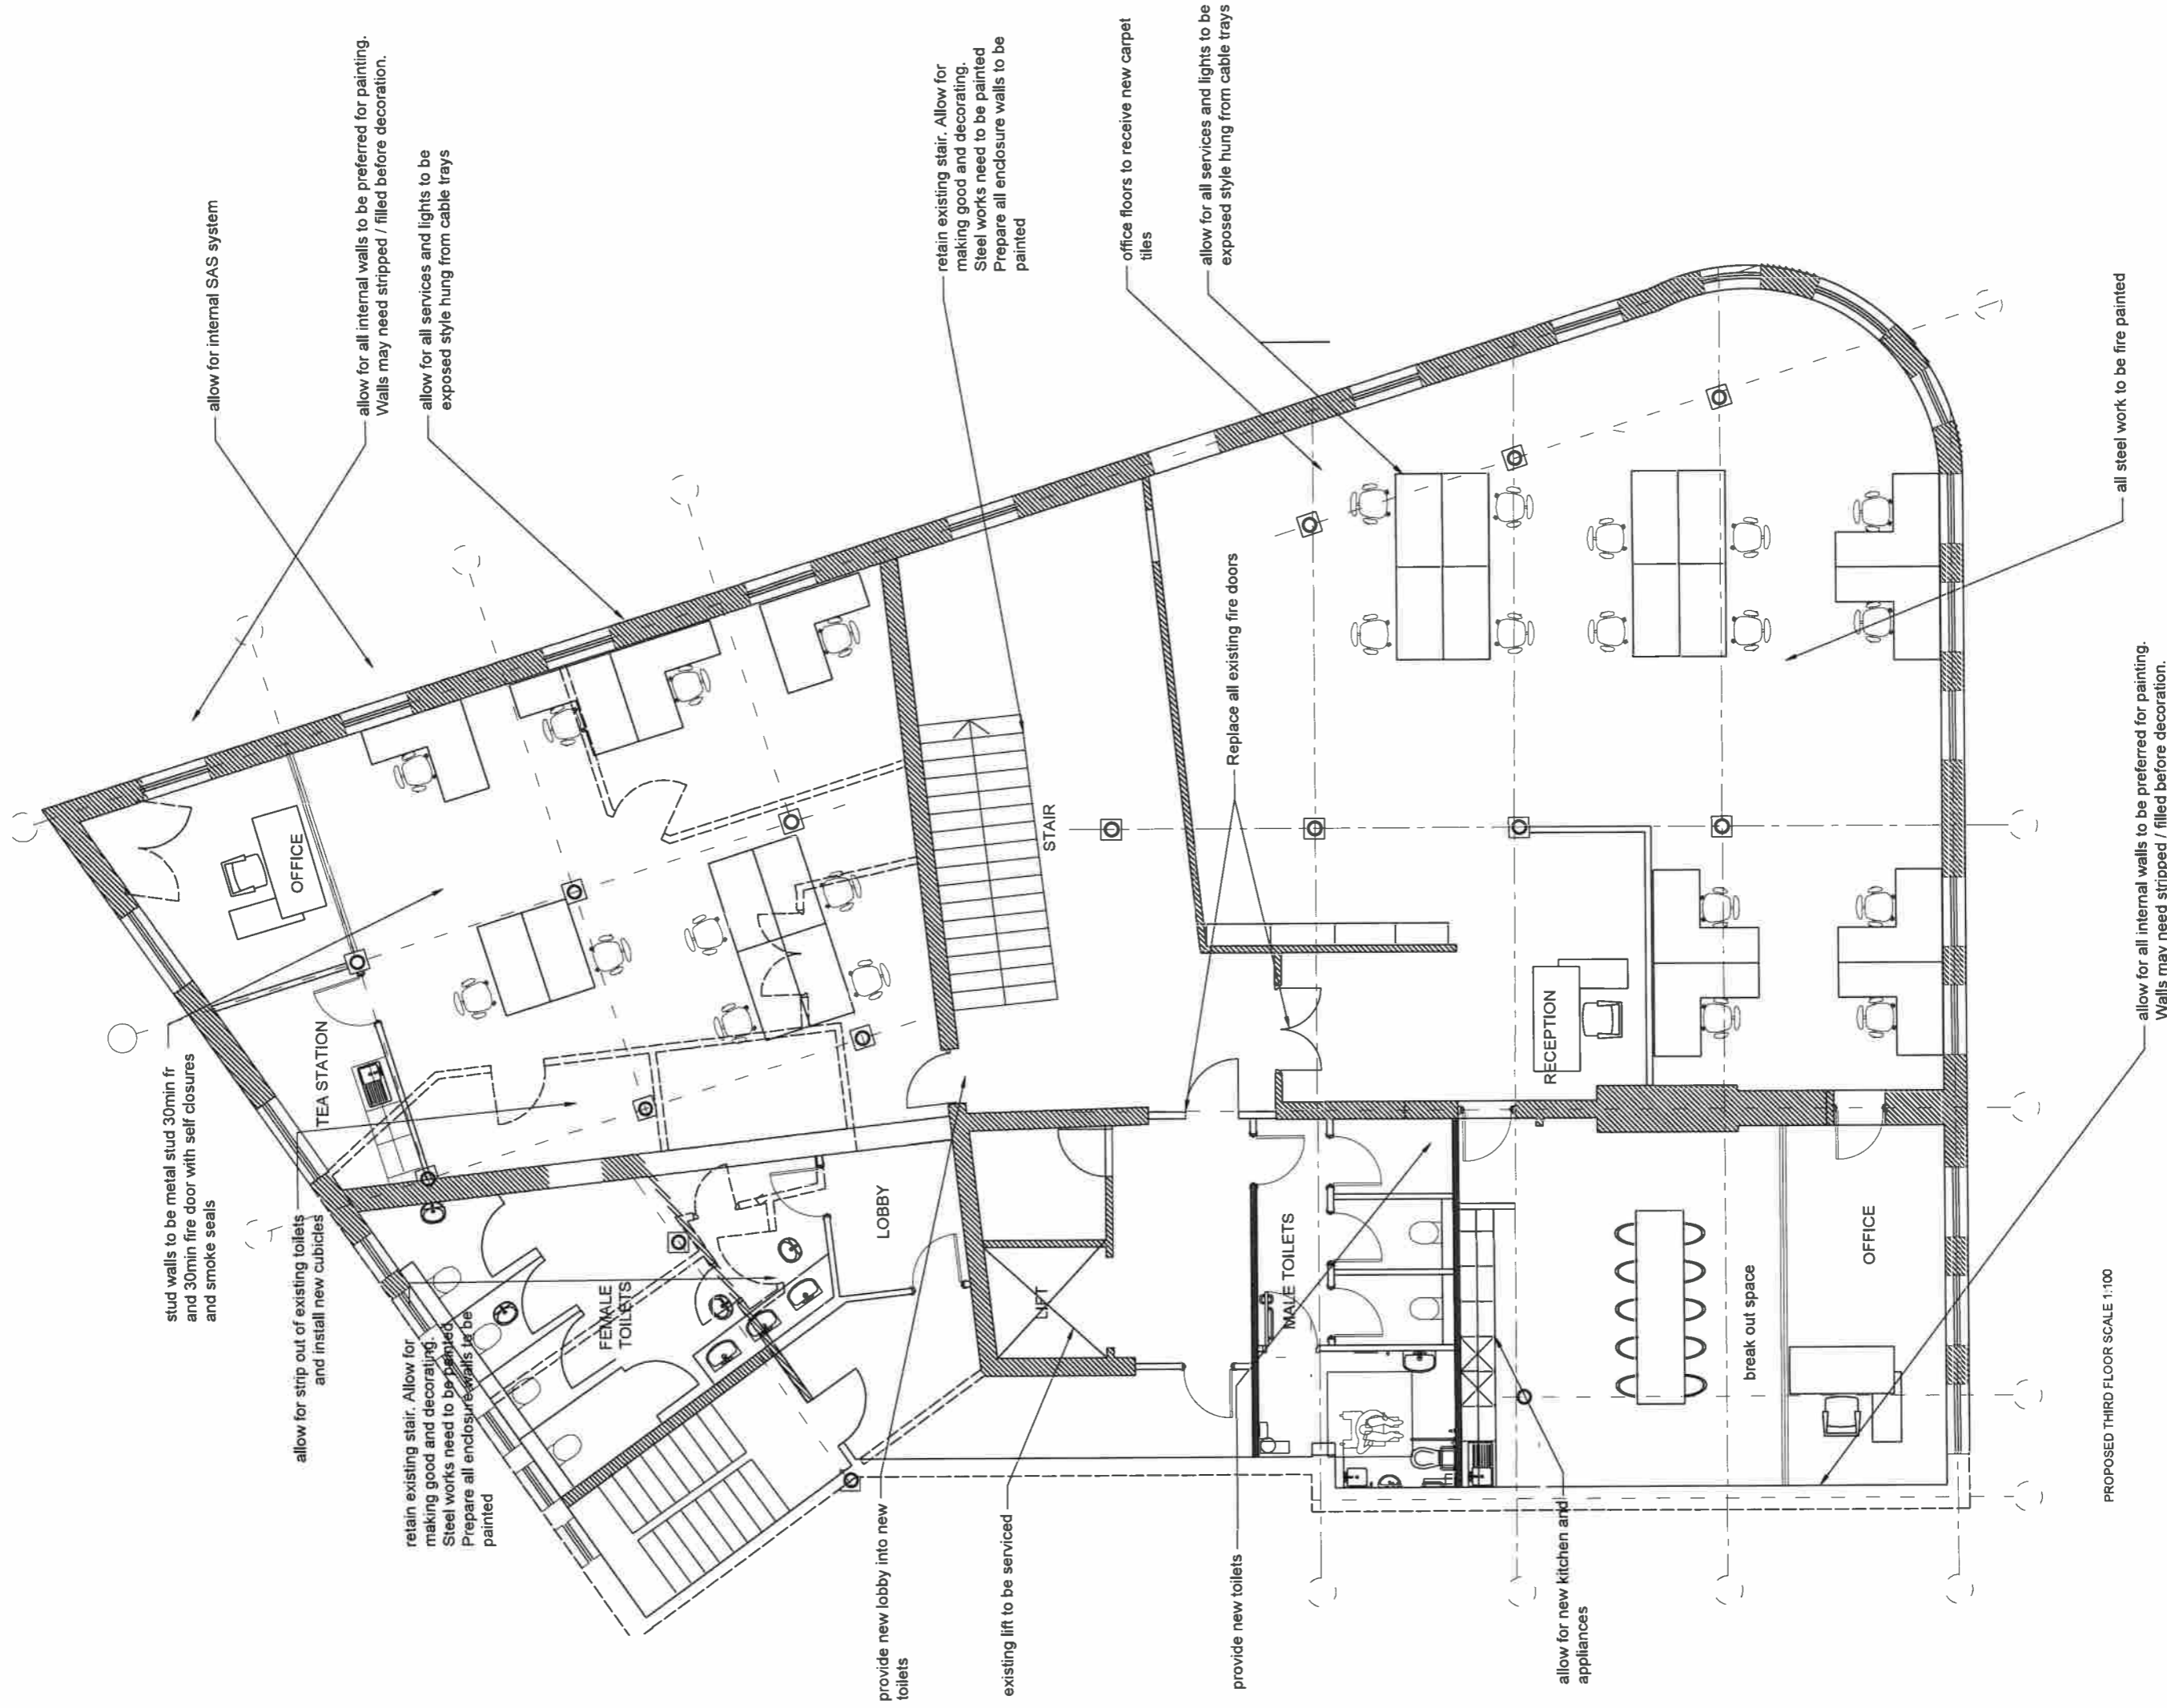 stud walls to be metal stud 30min fr
and 30min fire door with self closures
and smoke seals
allow for strip out of existing toilets
and install new cubicles
retain existing stair. Allow for
making good and decorating.
Steel works need to be painted
Prepare all enclosure walls to be
painted
provide new lobby into new
toilets
existing lift to be serviced
provide new toilets
allow for new kitchen and
appliances
allow for internal SAS system
allow for all internal walls to be preferred for painting.
Walls may need stripped / filled before decoration.
allow for all services and lights to be
exposed style hung from cable trays
retain existing stair. Allow for
making good and decorating.
Steel works need to be painted
Prepare all enclosure walls to be
painted
office floors to receive new carpet
tiles
allow for all services and lights to be
exposed style hung from cable trays
Replace all existing fire doors
all steel work to be fire painted
allow for all internal walls to be preferred for painting.
Walls may need stripped / filled before decoration.
OFFICE
TEA STATION
FEMALE
TOILETS
LOBBY
LIFT
STAIR
MALE TOILETS
RECEPTION
break out space
OFFICE
PROPOSED THIRD FLOOR SCALE 1:100